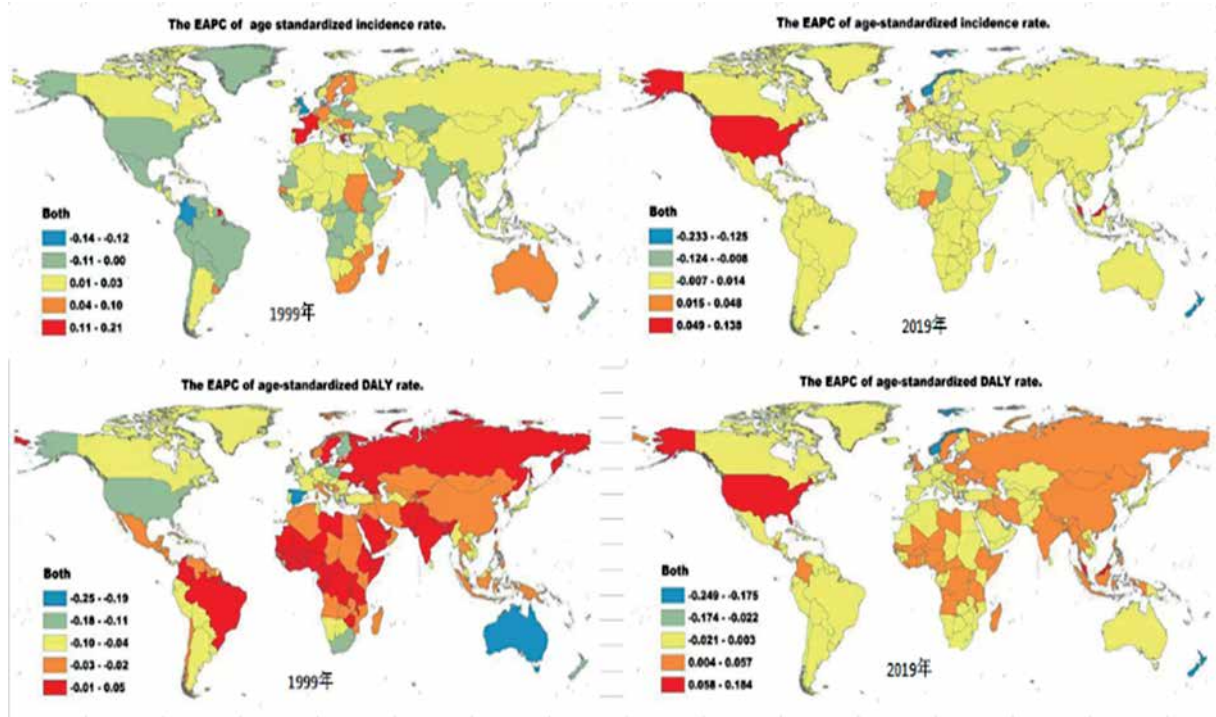 The EAPC of age standardized incidence rate.
Both
-0.14 - -0.12
-0.11 - 0.00
0.01 - 0.03
0.04 - 0.10
0.11 - 0.21
1999年
The EAPC of age-standardized incidence rate.
Both
-0.233 - -0.125
-0.124 - -0.008
-0.007 - 0.014
0.015 - 0.048
0.049 - 0.138
2019年
The EAPC of age-standardized DALY rate.
Both
-0.25 - -0.19
-0.18 - -0.11
-0.10 - -0.04
-0.03 - -0.02
-0.01 - 0.05
1999年
The EAPC of age-standardized DALY rate.
Both
-0.249 - -0.175
-0.174 - -0.022
-0.021 - 0.003
0.004 - 0.057
0.058 - 0.184
2019年